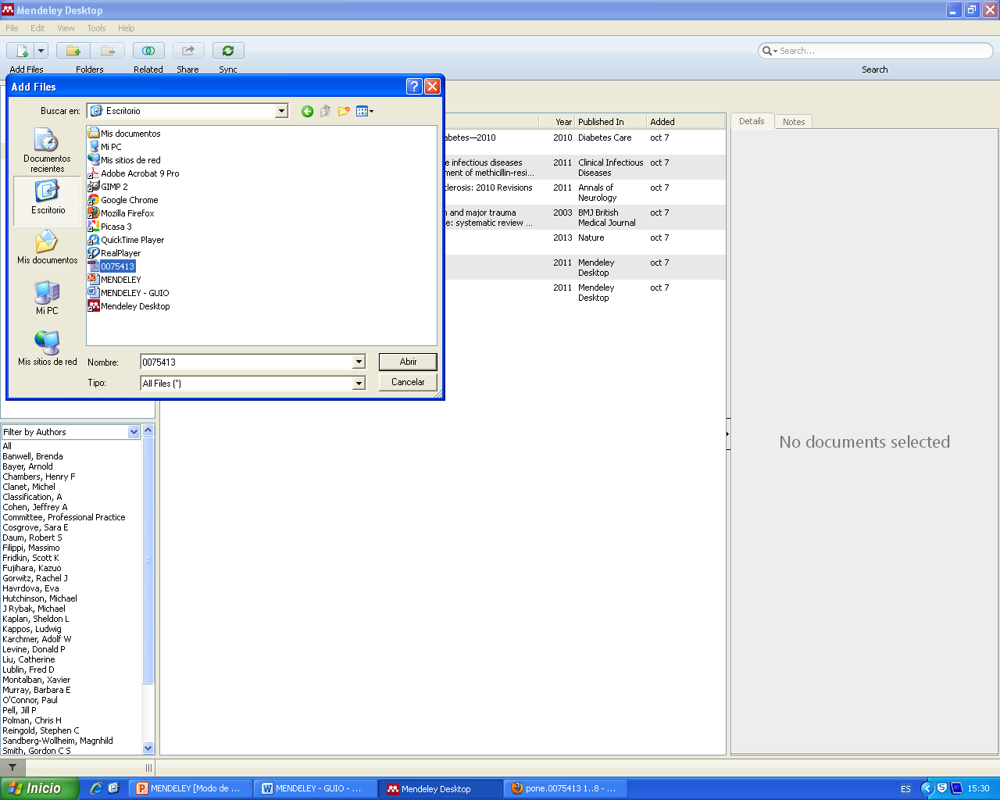 Mendeley Desktop
File Edit View Tools Help
Search...
Add Files Folders Related Share Sync Search
Add Files
Buscar en: Escritorio
Documentos
recientes
Escritorio
Mis documentos
Mi PC
Mis sitios de red
Mis documentos
Mi PC
Mis sitios de red
Adobe Acrobat 9 Pro
GIMP 2
Google Chrome
Mozilla Firefox
Picasa 3
QuickTime Player
RealPlayer
0075413
MENDELEY
MENDELEY - GUIO
Mendeley Desktop
Nombre: 0075413 Abrir
Tipo: All Files (*) Cancelar
Year Published In Added
abetes—2010 2010 Diabetes Care oct 7
e infectious diseases 2011 Clinical Infectious oct 7
ment of methicillin-resi... Diseases
clerosis: 2010 Revisions 2011 Annals of oct 7
Neurology
n and major trauma 2003 BMJ British oct 7
e: systematic review ... Medical Journal
2013 Nature oct 7
2011 Mendeley oct 7
Desktop
2011 Mendeley oct 7
Desktop
Details Notes
No documents selected
Filter by Authors
All
Banwell, Brenda
Bayer, Arnold
Chambers, Henry F
Clanet, Michel
Classification, A
Cohen, Jeffrey A
Committee, Professional Practice
Cosgrove, Sara E
Daum, Robert S
Filippi, Massimo
Fridkin, Scott K
Fujihara, Kazuo
Gorwitz, Rachel J
Havrdova, Eva
Hutchinson, Michael
J Rybak, Michael
Kaplan, Sheldon L
Kappos, Ludwig
Karchmer, Adolf W
Levine, Donald P
Liu, Catherine
Lublin, Fred D
Montalban, Xavier
Murray, Barbara E
O'Connor, Paul
Pell, Jill P
Polman, Chris H
Reingold, Stephen C
Sandberg-Wollheim, Magnhild
Smith, Gordon C S
Inicio MENDELEY [Modo de ... MENDELEY - GUIO - ... Mendeley Desktop pone.0075413 1..8 - ... ES 15:30